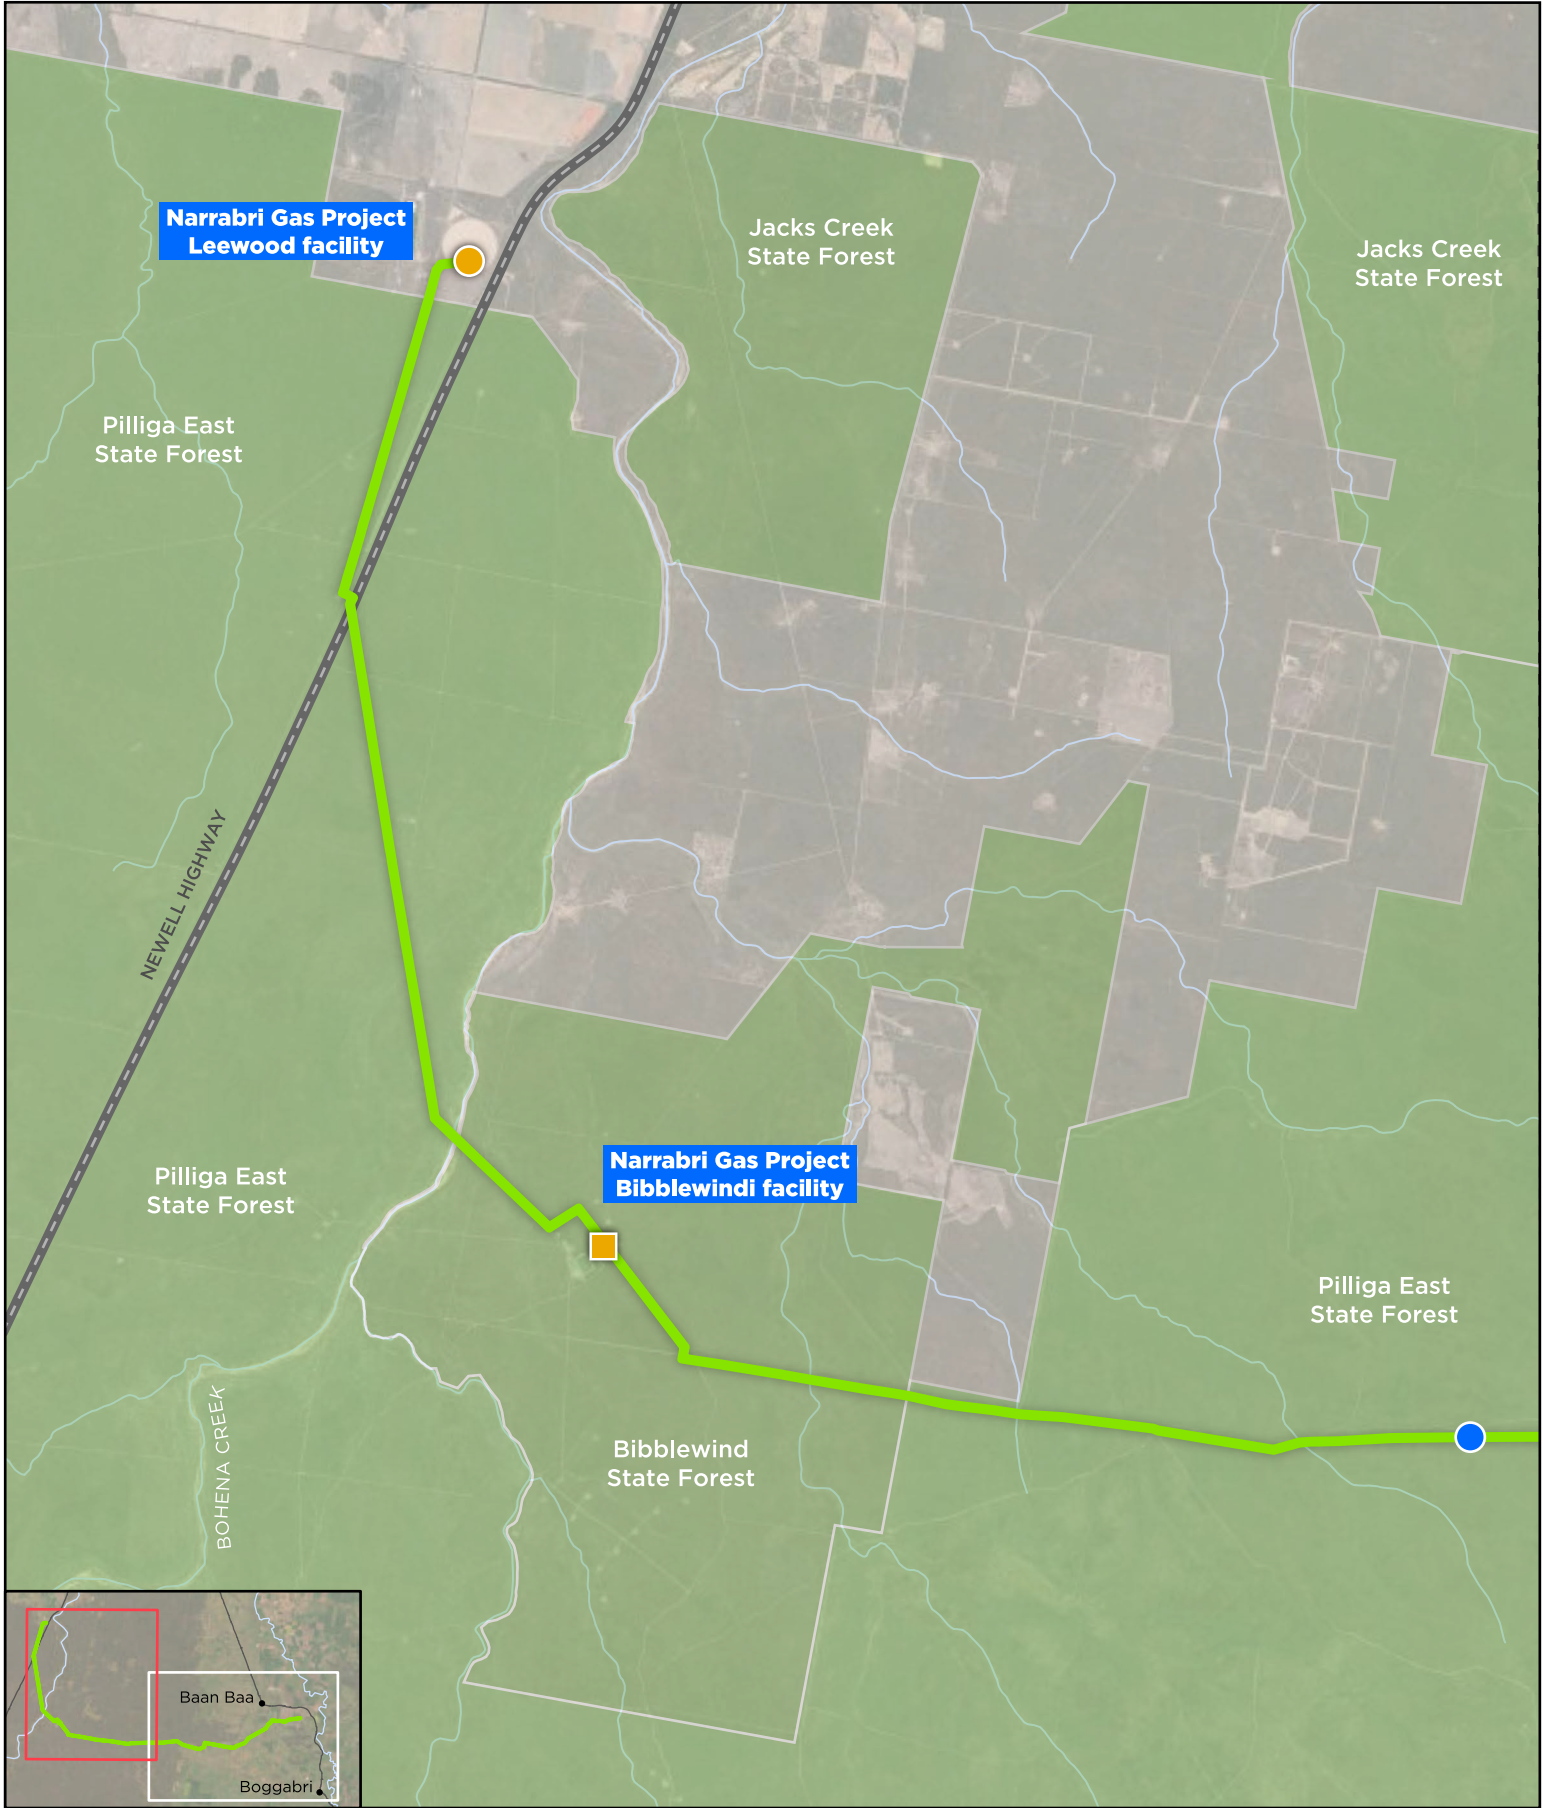 Narrabri Gas Project
Leewood facility
Jacks Creek
State Forest
Jacks Creek
State Forest
Pilliga East
State Forest
NEWELL HIGHWAY
Narrabri Gas Project
Bibblewindi facility
Pilliga East
State Forest
Pilliga East
State Forest
BOHENA CREEK
Bibblewind
State Forest
Baan Baa
Boggabri